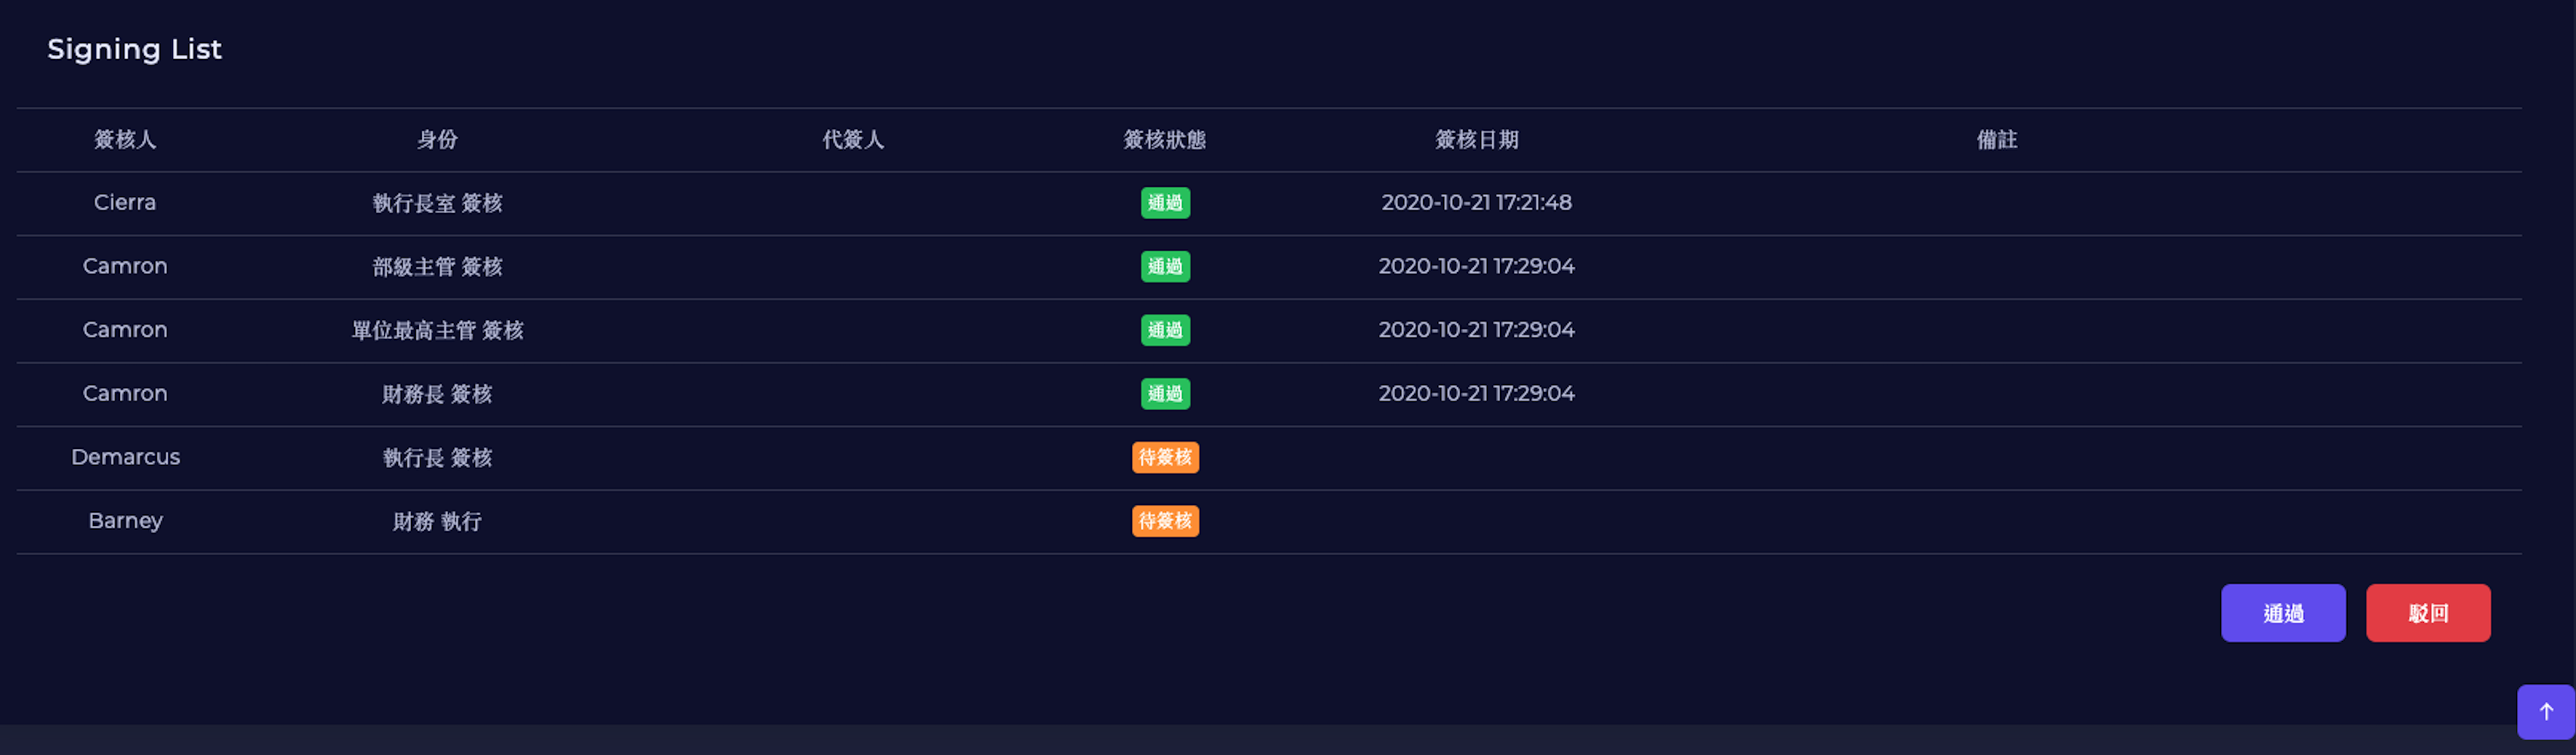 Signing List
簽核人 身份 代簽人 簽核狀態 簽核日期 備註
Cierra 執行長室 簽核 通過 2020-10-21 17:21:48
Camron 部級主管 簽核 通過 2020-10-21 17:29:04
Camron 單位最高主管 簽核 通過 2020-10-21 17:29:04
Camron 財務長 簽核 通過 2020-10-21 17:29:04
Demarcus 執行長 簽核 待簽核
Barney 財務 執行 待簽核
通過 駁回